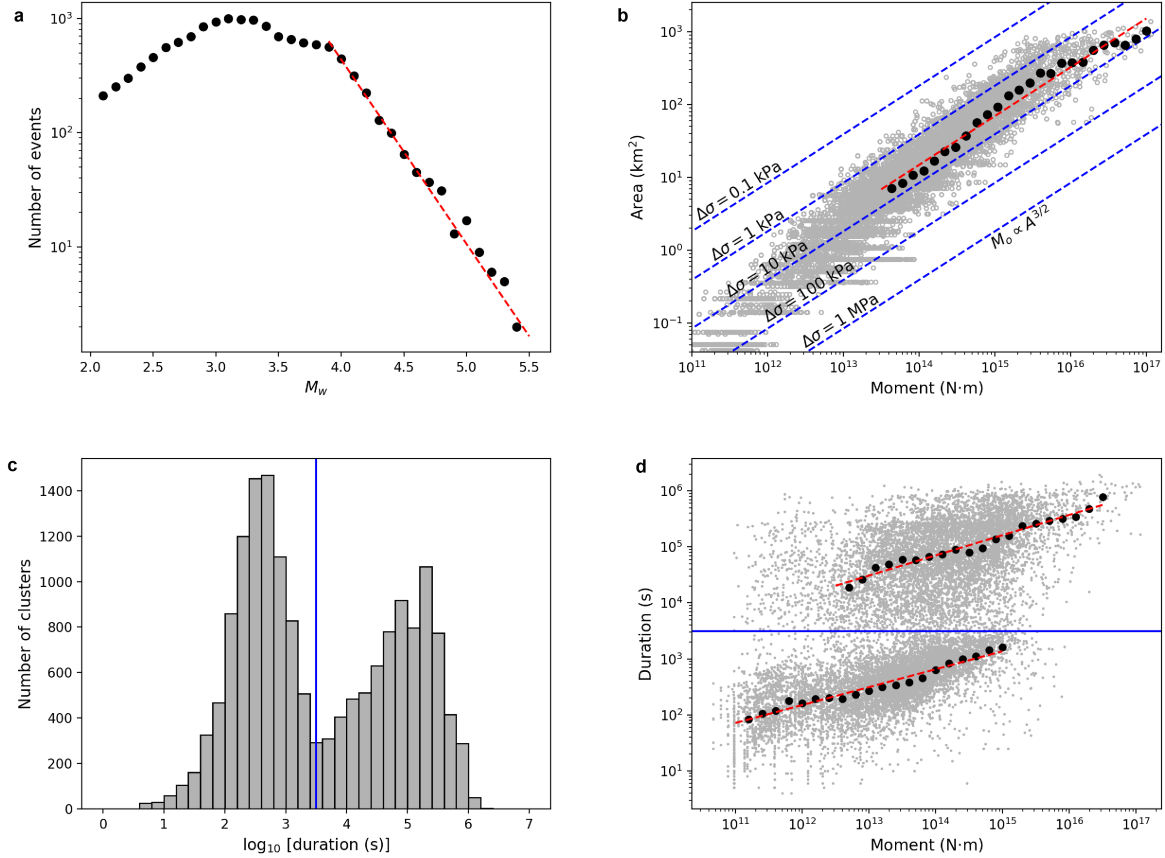 a
10³
10²
10¹
Number of events
2.0 2.5 3.0 3.5 4.0 4.5 5.0 5.5
M_w
b
10³
10²
10¹
10⁰
10⁻¹
Area (km²)
Δσ = 0.1 kPa
Δσ = 1 kPa
Δσ = 10 kPa
Δσ = 100 kPa
Δσ = 1 MPa
M_o ∝ A^3/2
10¹¹ 10¹² 10¹³ 10¹⁴ 10¹⁵ 10¹⁶ 10¹⁷
Moment (N·m)
c
1400
1200
1000
800
600
400
200
0
Number of clusters
0 1 2 3 4 5 6 7
log₁₀ [duration (s)]
d
10⁶
10⁵
10⁴
10³
10²
10¹
Duration (s)
10¹¹ 10¹² 10¹³ 10¹⁴ 10¹⁵ 10¹⁶ 10¹⁷
Moment (N·m)